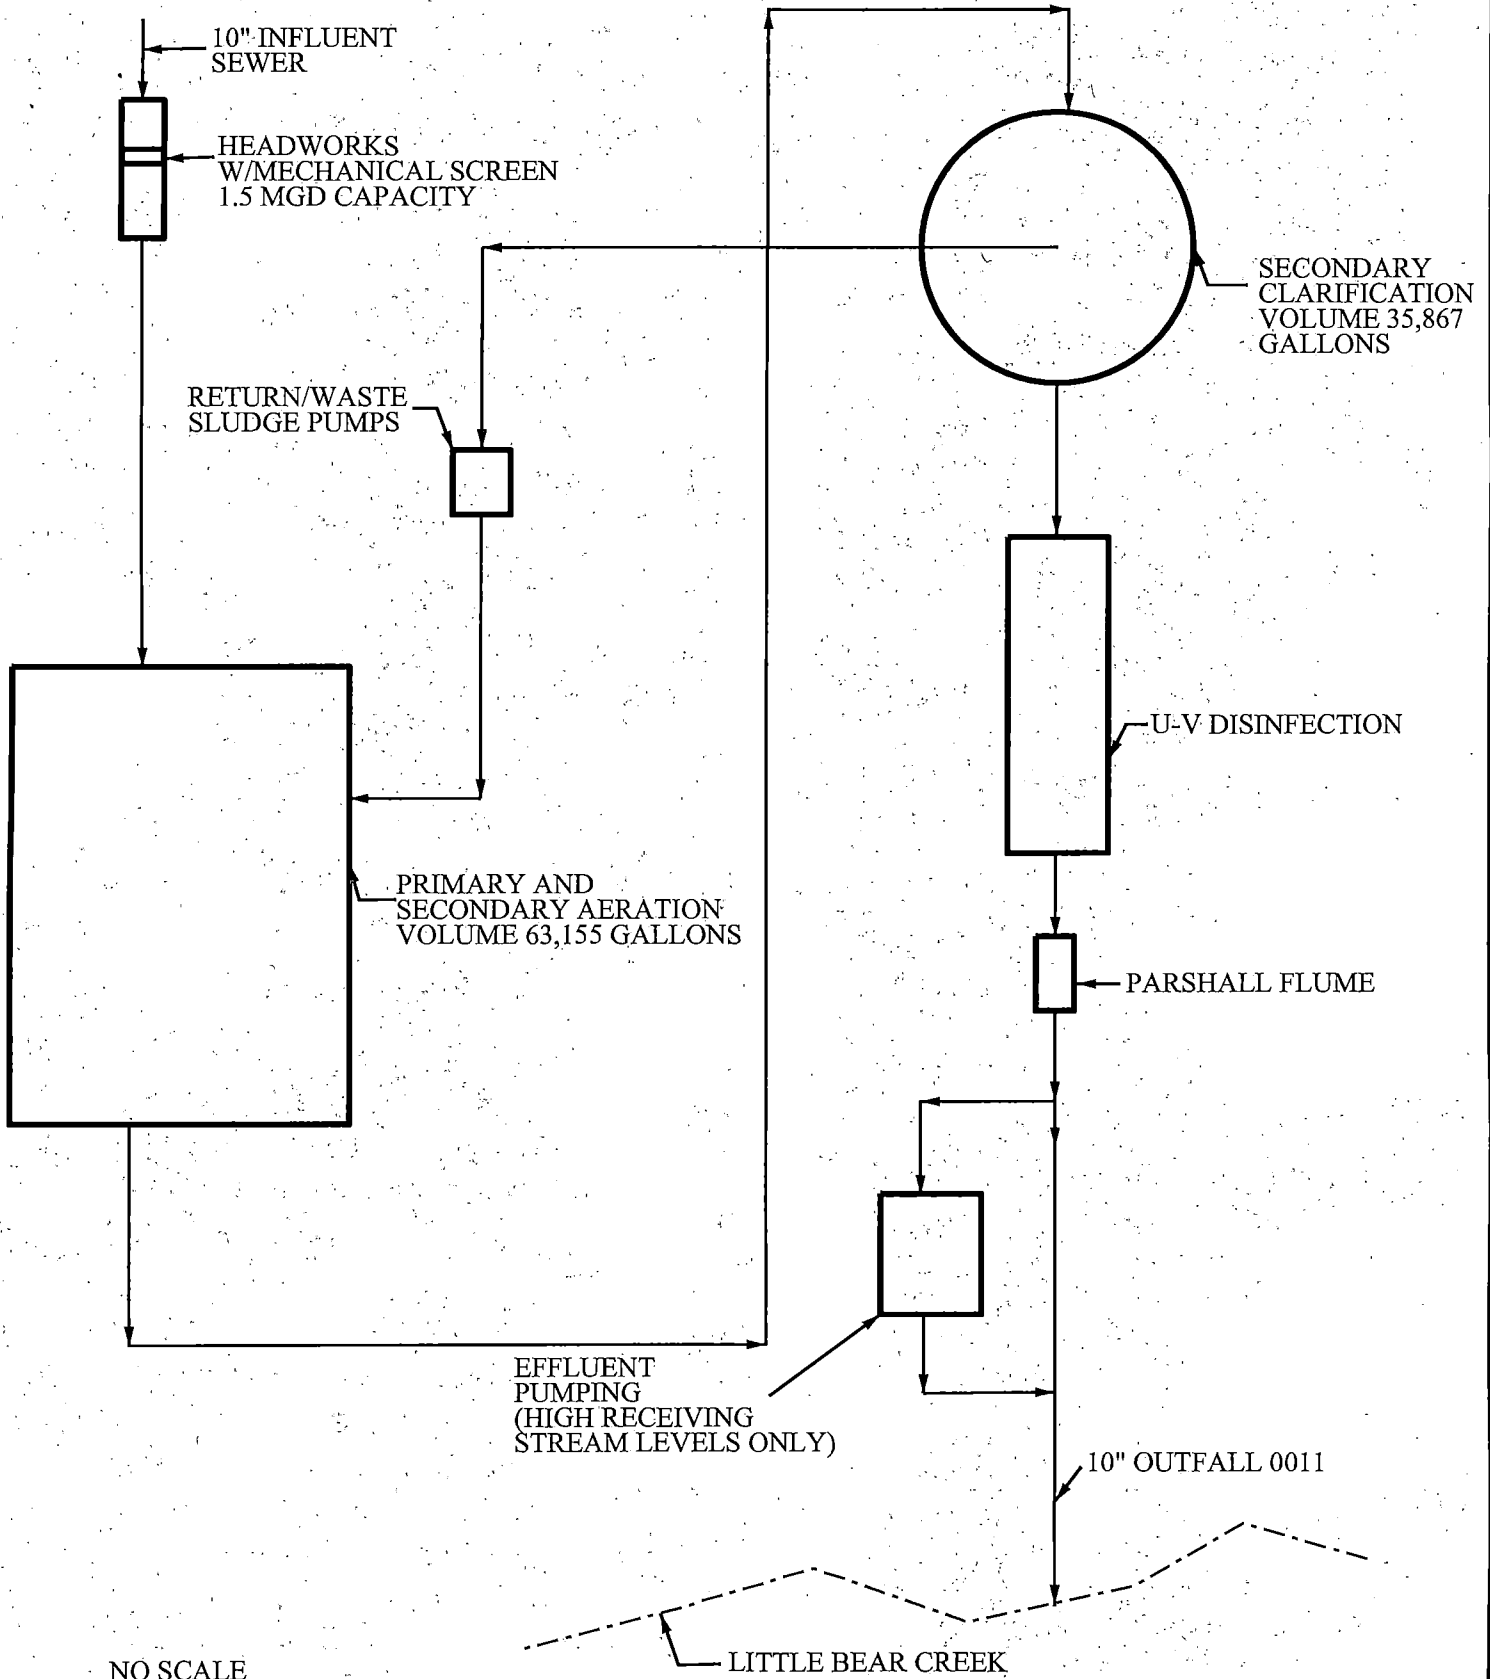 10" INFLUENT
SEWER
HEADWORKS
W/MECHANICAL SCREEN
1.5 MGD CAPACITY
SECONDARY
CLARIFICATION
VOLUME 35,867
GALLONS
RETURN/WASTE
SLUDGE PUMPS
U-V DISINFECTION
PRIMARY AND
SECONDARY AERATION
VOLUME 63,155 GALLONS
PARSHALL FLUME
EFFLUENT
PUMPING
(HIGH RECEIVING
STREAM LEVELS ONLY)
10" OUTFALL 0011
LITTLE BEAR CREEK
NO SCALE